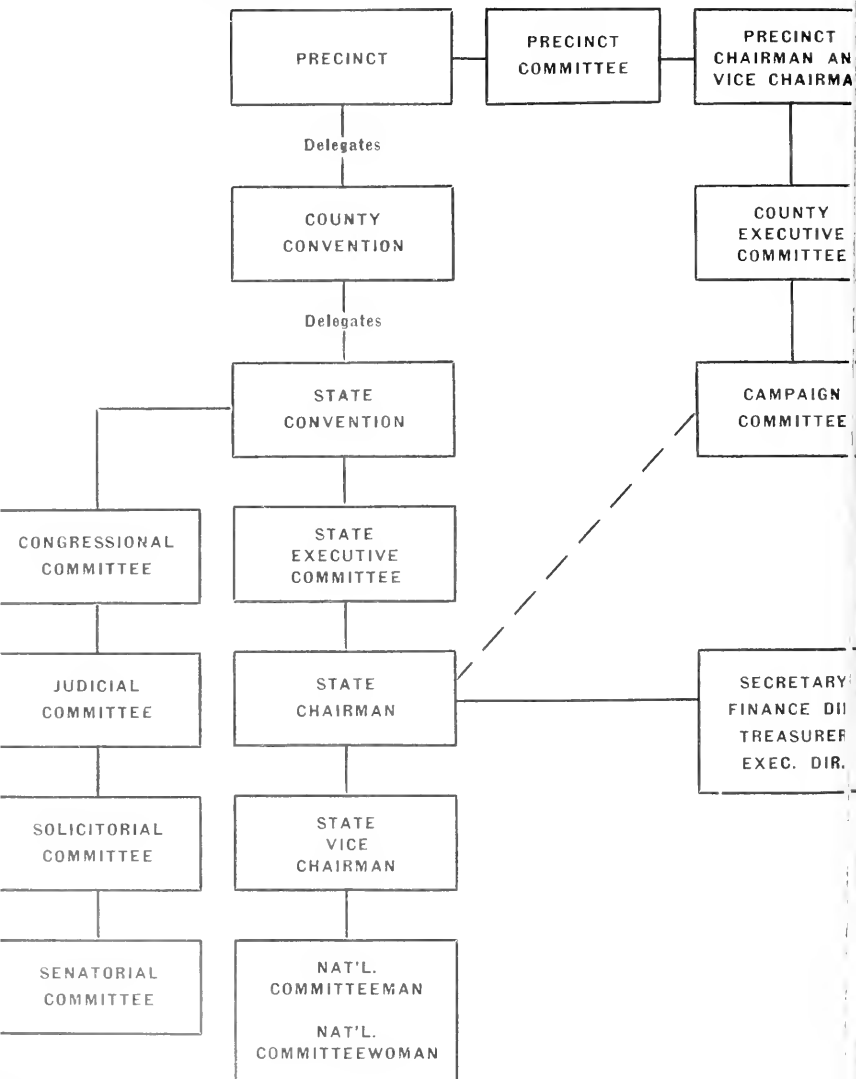 PRECINCT
PRECINCT
COMMITTEE
PRECINCT
CHAIRMAN AN
VICE CHAIRMA
Delegates
COUNTY
CONVENTION
COUNTY
EXECUTIVE
COMMITTEE
Delegates
STATE
CONVENTION
CAMPAIGN
COMMITTEE
CONGRESSIONAL
COMMITTEE
STATE
EXECUTIVE
COMMITTEE
JUDICIAL
COMMITTEE
STATE
CHAIRMAN
SECRETARY
FINANCE DI
TREASURER
EXEC. DIR.
SOLICITORIAL
COMMITTEE
STATE
VICE
CHAIRMAN
SENATORIAL
COMMITTEE
NAT'L.
COMMITTEEMAN
NAT'L.
COMMITTEEWOMAN